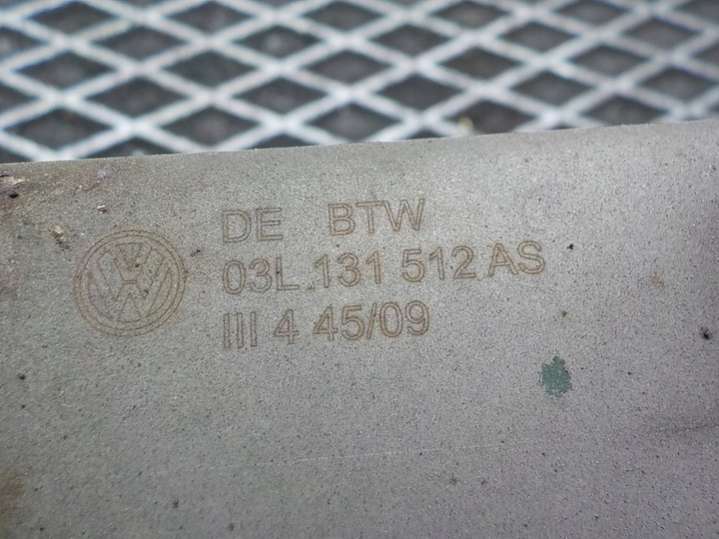 DE BTW
03L.131 512 AS
III 4 45/09